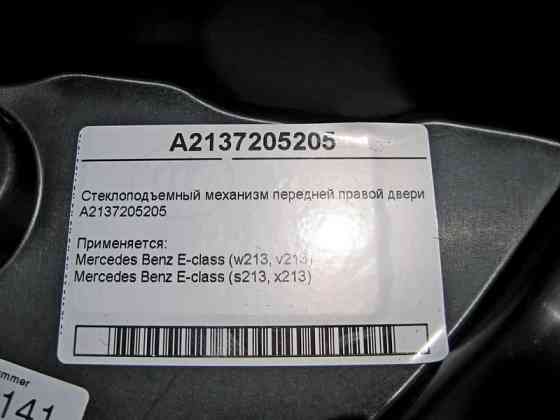 A2137205205
Стеклоподъемный механизм передней правой двери
A2137205205
Применяется:
Mercedes Benz E-class (w213, v213)
Mercedes Benz E-class (s213, x213)
ummer
141